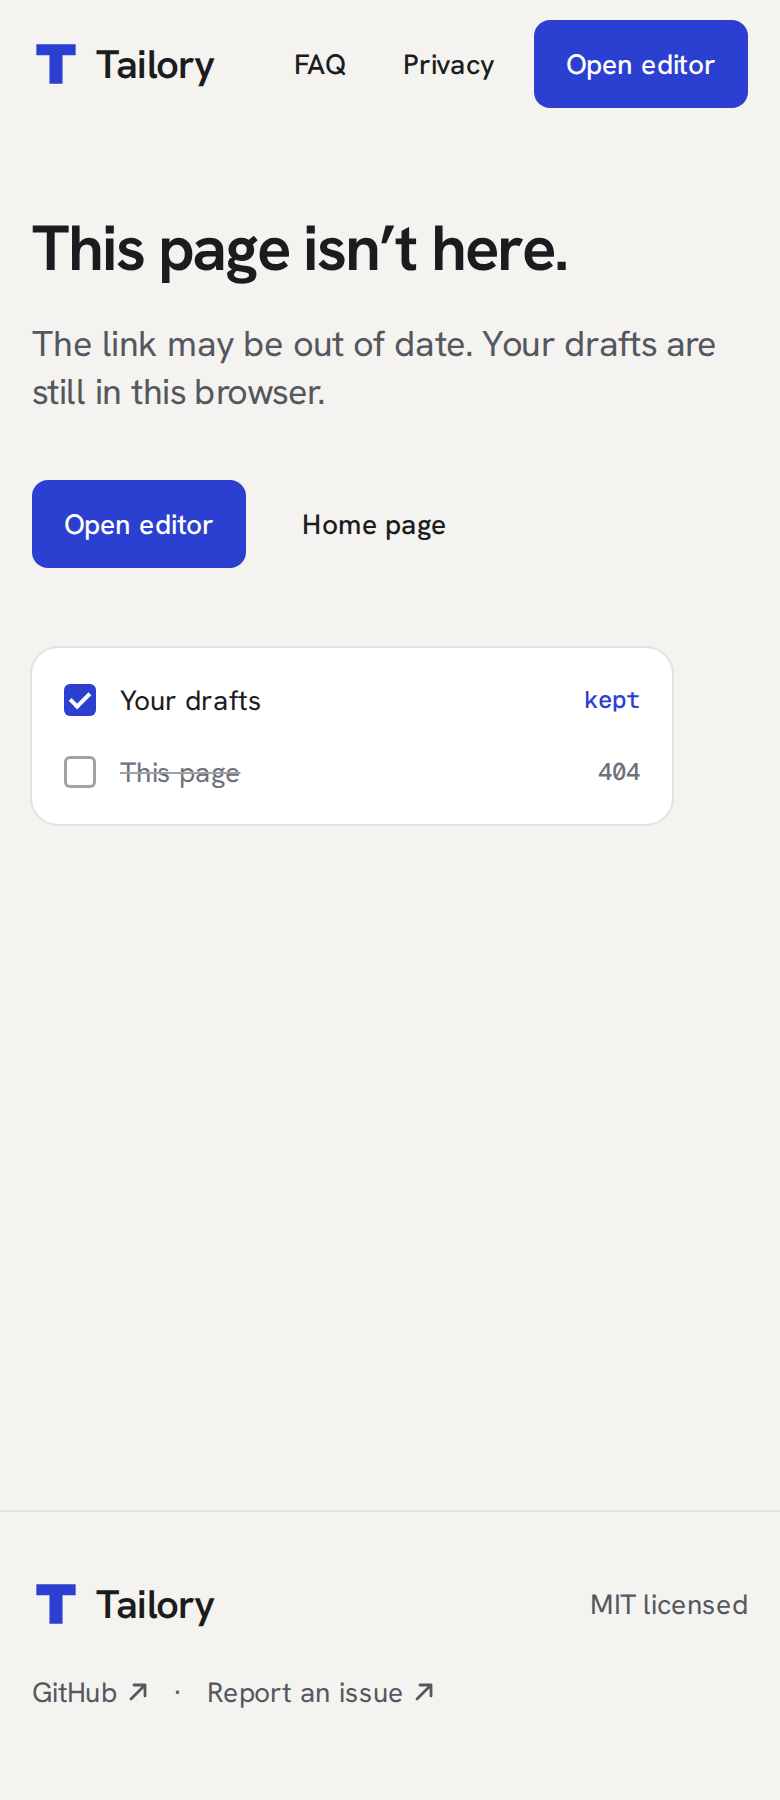 Tailory FAQ Privacy Open editor
This page isn’t here.
The link may be out of date. Your drafts are
still in this browser.
Open editor Home page
Your drafts kept
This page 404
Tailory MIT licensed
GitHub ↗ · Report an issue ↗